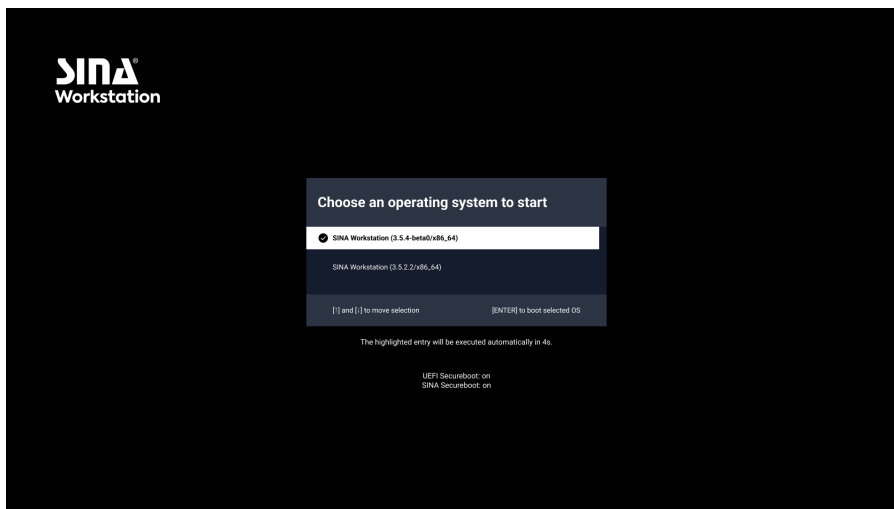 SINA®
Workstation
Choose an operating system to start
SINA Workstation (3.5.4-beta0/x86_64)
SINA Workstation (3.5.2.2/x86_64)
[↑] and [↓] to move selection [ENTER] to boot selected OS
The highlighted entry will be executed automatically in 4s.
UEFI Secureboot: on
SINA Secureboot: on